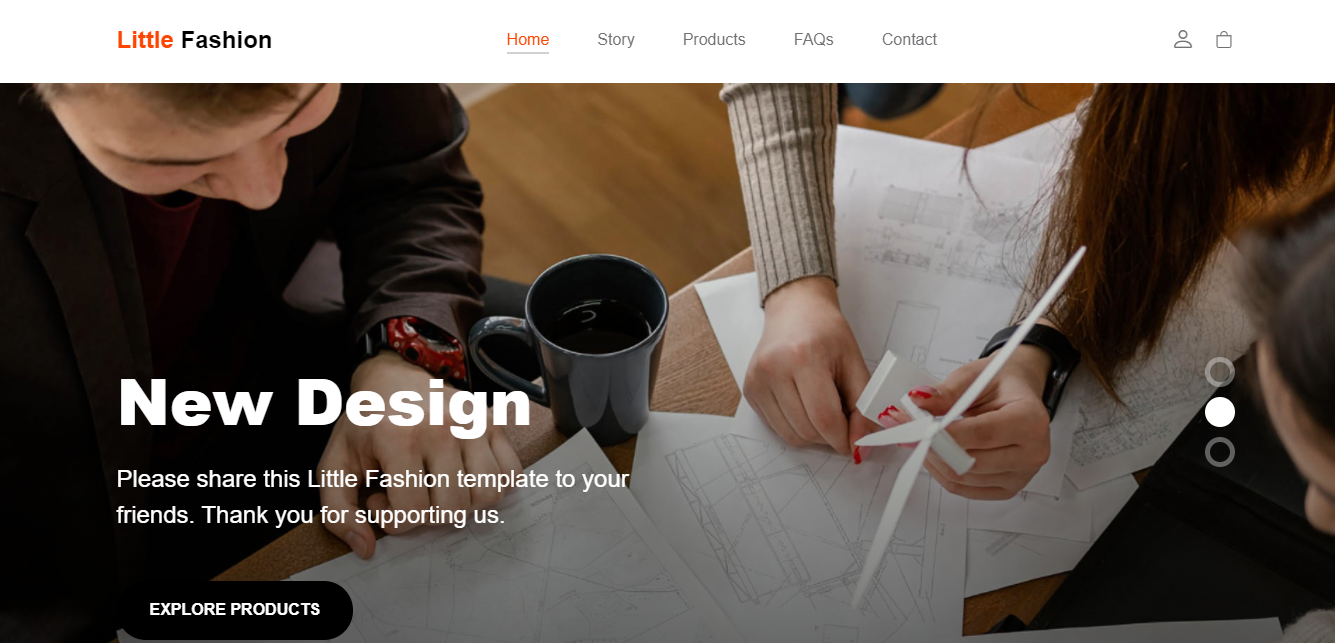 Little Fashion
Home Story Products FAQs Contact
New Design
Please share this Little Fashion template to your
friends. Thank you for supporting us.
EXPLORE PRODUCTS